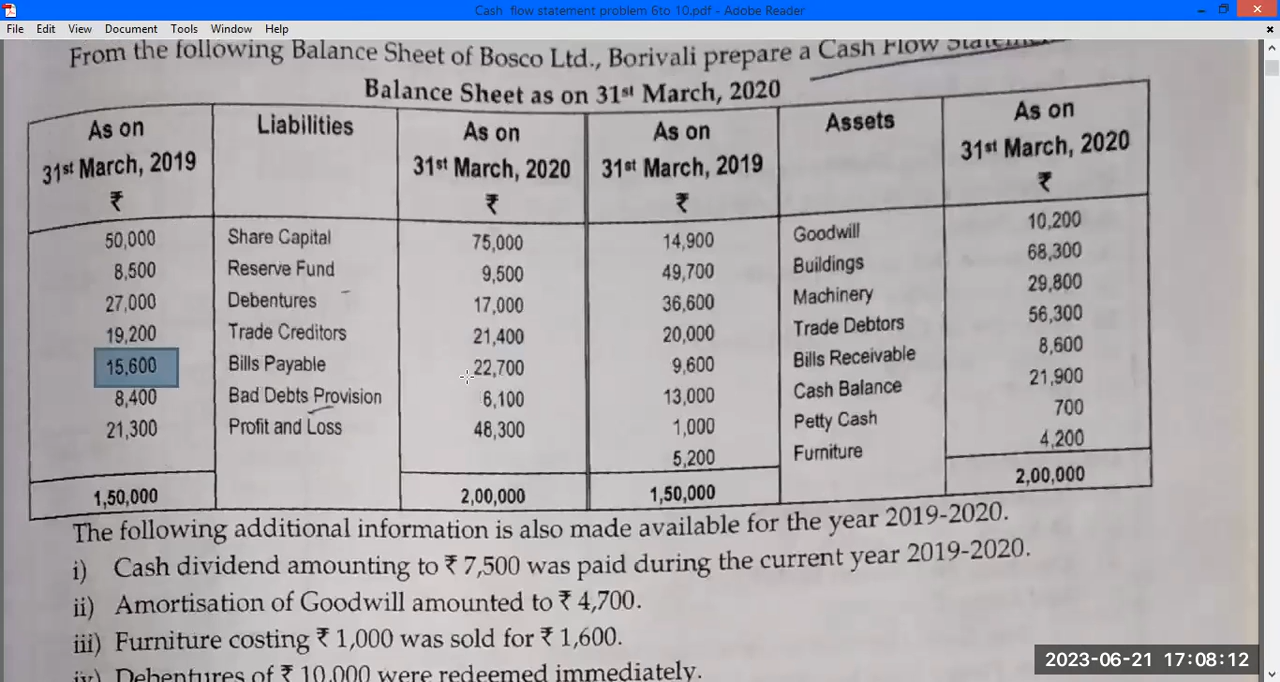 Cash flow statement problem 6to 10.pdf - Adobe Reader
File Edit View Document Tools Window Help
From the following Balance Sheet of Bosco Ltd., Borivali prepare a Cash Flow
Balance Sheet as on 31st March, 2020
As on 31st March, 2019 ₹ Liabilities As on 31st March, 2020 ₹ As on 31st March, 2019 ₹ Assets As on 31st March, 2020 ₹
50,000 Share Capital 75,000 14,900 Goodwill 10,200
8,500 Reserve Fund 9,500 49,700 Buildings 68,300
27,000 Debentures 17,000 36,600 Machinery 29,800
19,200 Trade Creditors 21,400 20,000 Trade Debtors 56,300
15,600 Bills Payable 22,700 9,600 Bills Receivable 8,600
8,400 Bad Debts Provision 6,100 13,000 Cash Balance 21,900
21,300 Profit and Loss 48,300 1,000 Petty Cash 700
5,200 Furniture 4,200
1,50,000 2,00,000 1,50,000 2,00,000
The following additional information is also made available for the year 2019-2020.
i) Cash dividend amounting to ₹ 7,500 was paid during the current year 2019-2020.
ii) Amortisation of Goodwill amounted to ₹ 4,700.
iii) Furniture costing ₹ 1,000 was sold for ₹ 1,600.
iv) Debentures of ₹ 10,000 were redeemed immediately.
2023-06-21 17:08:12